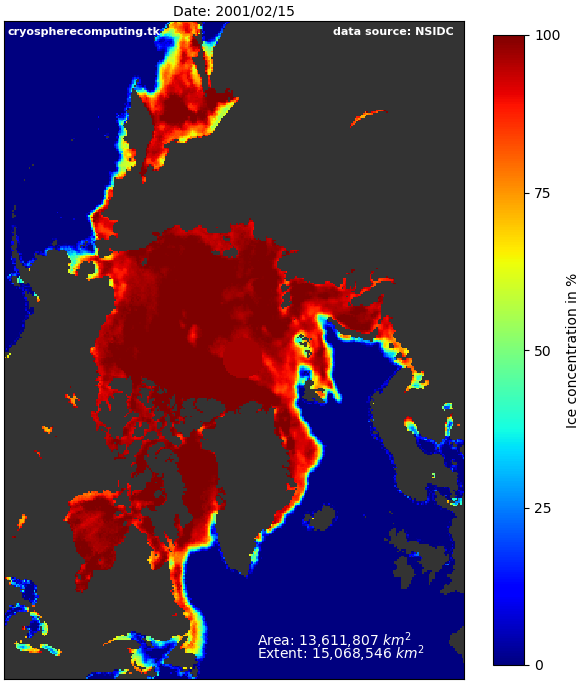 Date: 2001/02/15
cryospherecomputing.tk
data source: NSIDC
100
75
50
25
0
Ice concentration in %
Area: 13,611,807 km²
Extent: 15,068,546 km²